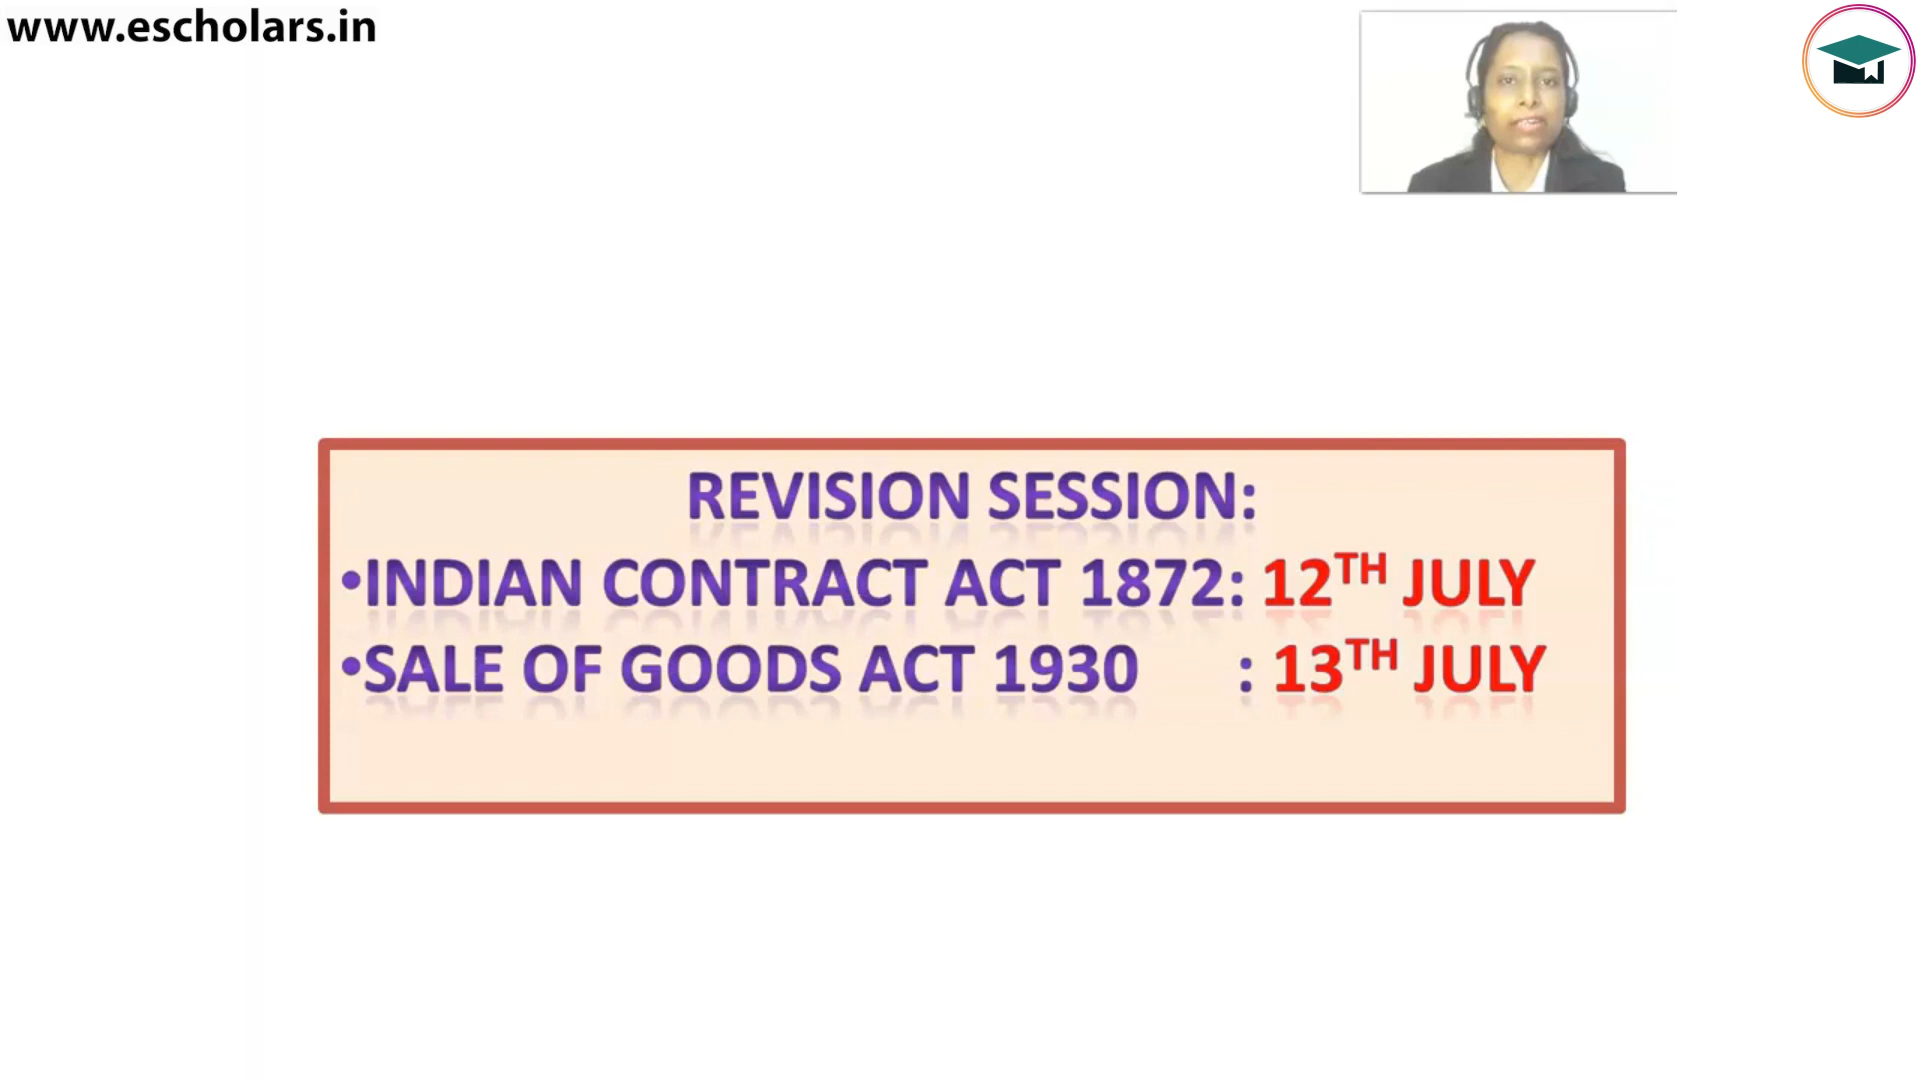 www.escholars.in
REVISION SESSION:
•INDIAN CONTRACT ACT 1872: 12TH JULY
•SALE OF GOODS ACT 1930 : 13TH JULY